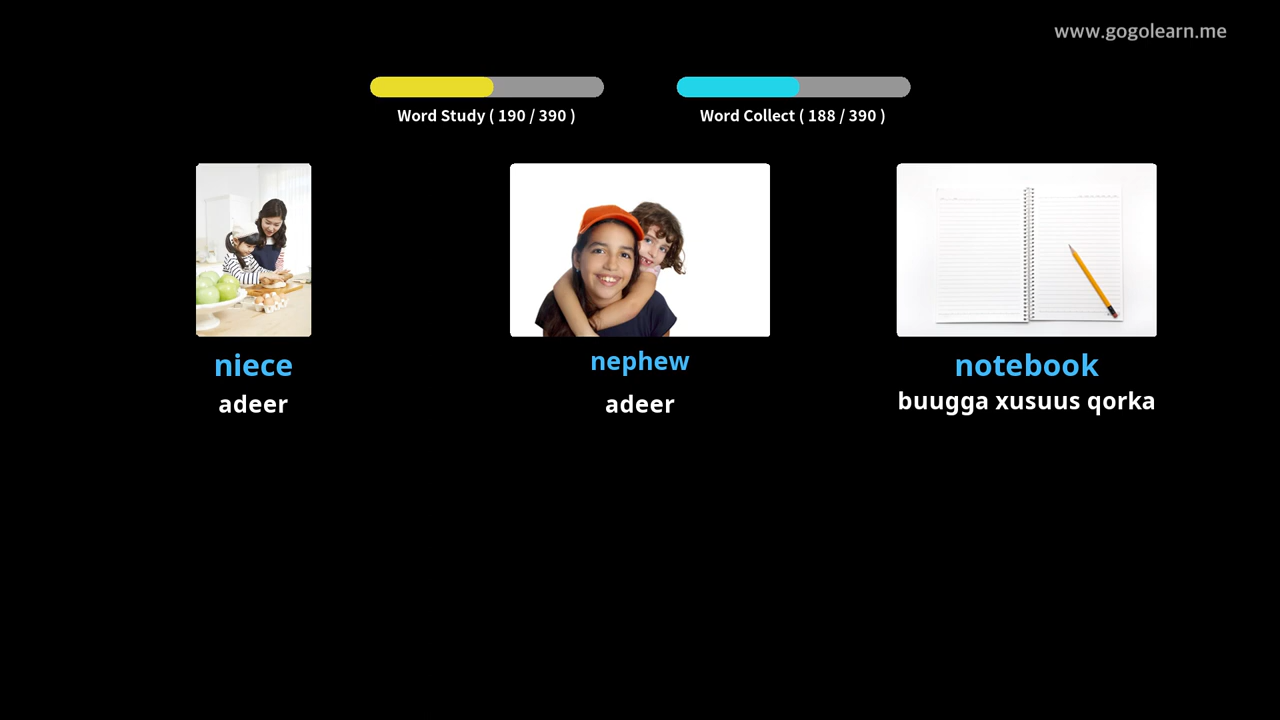 www.gogolearn.me
Word Study ( 190 / 390 )
Word Collect ( 188 / 390 )
niece
adeer
nephew
adeer
notebook
buugga xusuus qorka